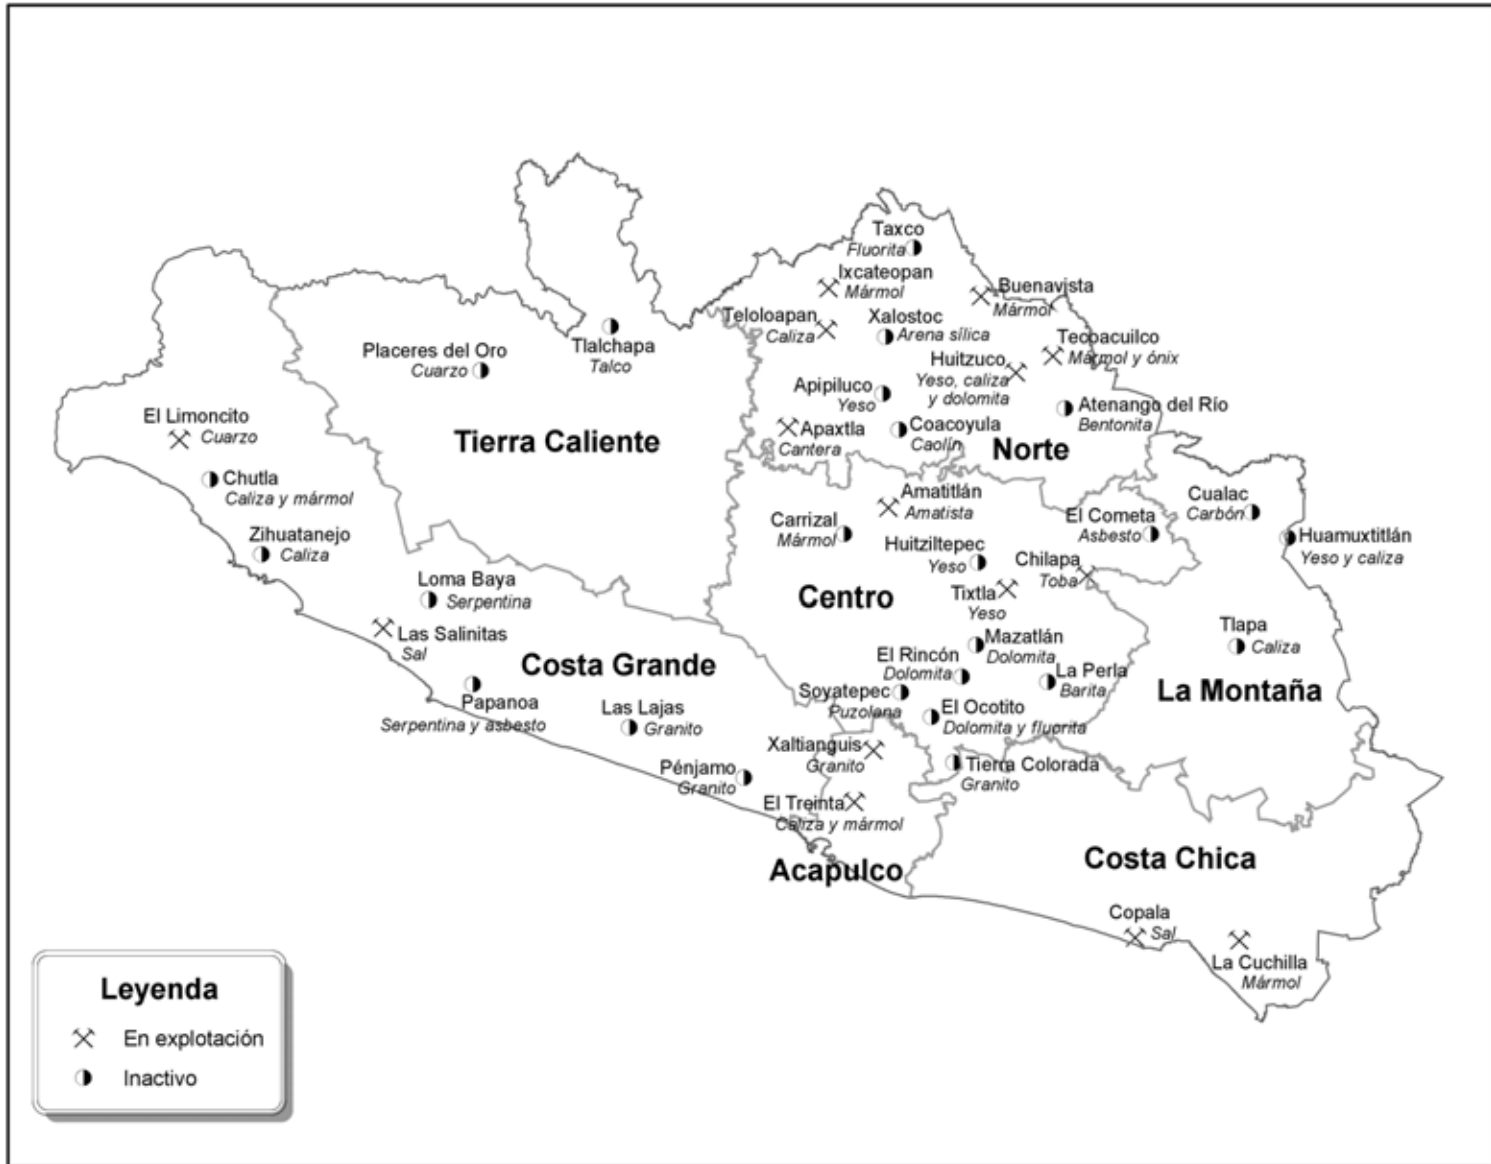 Taxco
Fluorita
Ixcateopan
Mármol
Buenavista
Mármol
Teloloapan
Caliza
Xalostoc
Arena sílica
Tecoacuilco
Mármol y ónix
Huitzuco
Yeso, caliza
y dolomita
Apipiluco
Yeso
Atenango del Río
Bentonita
Apaxtla
Cantera
Coacoyula
Caolín
Norte
Tlalchapa
Talco
Placeres del Oro
Cuarzo
Tierra Caliente
El Limoncito
Cuarzo
Chutla
Caliza y mármol
Zihuatanejo
Caliza
Loma Baya
Serpentina
Las Salinitas
Sal
Costa Grande
Papanoa
Serpentina y asbesto
Las Lajas
Granito
Pénjamo
Granito
Amatitlán
Amatista
Carrizal
Mármol
Huitziltepec
Yeso
El Cometa
Asbesto
Chilapa
Toba
Centro
Tixtla
Yeso
Mazatlán
Dolomita
El Rincón
Dolomita
La Perla
Barita
Soyatepec
Puzolana
El Ocotito
Dolomita y fluorita
Cualac
Carbón
Huamuxtitlán
Yeso y caliza
Tlapa
Caliza
La Montaña
Xaltianguis
Granito
Tierra Colorada
Granito
El Treinta
Caliza y mármol
Acapulco
Costa Chica
Copala
Sal
La Cuchilla
Mármol
Leyenda
En explotación
Inactivo